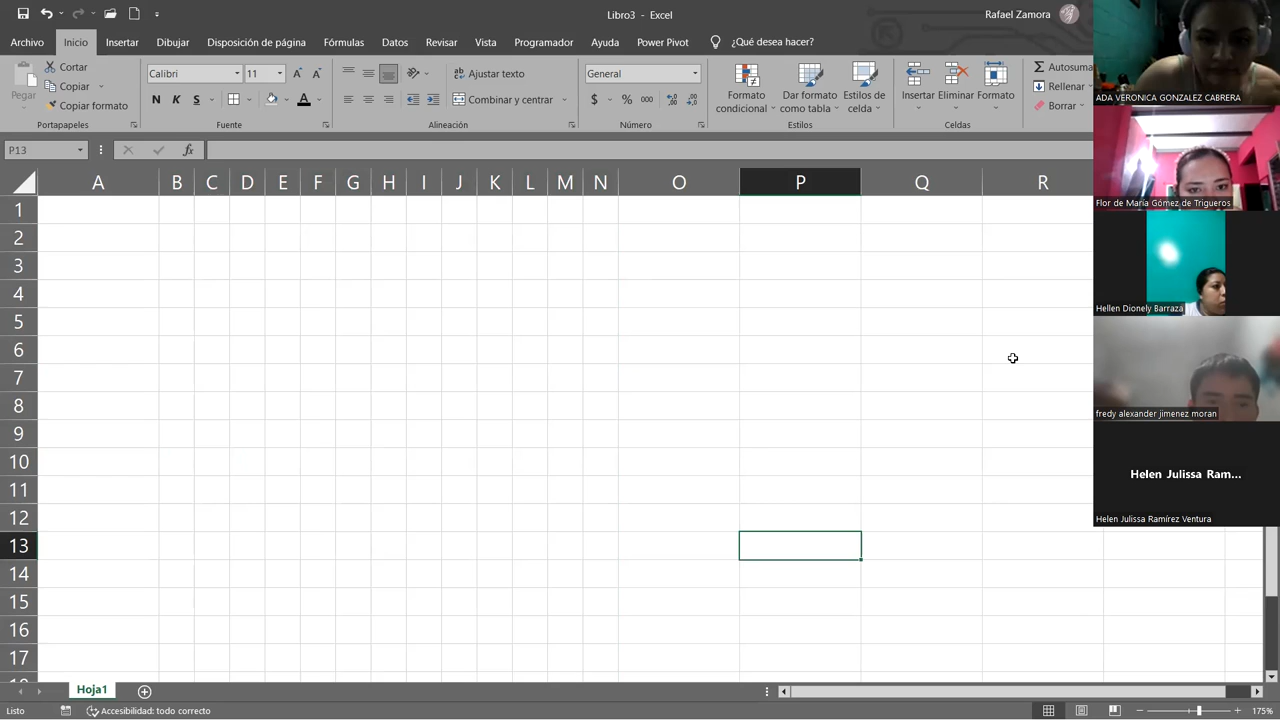 Libro3 - Excel
Rafael Zamora
Archivo Inicio Insertar Dibujar Disposición de página Fórmulas Datos Revisar Vista Programador Ayuda Power Pivot ¿Qué desea hacer?
Pegar
Cortar
Copiar
Copiar formato
Portapapeles
Calibri 11
N K S
Fuente
Ajustar texto
Combinar y centrar
Alineación
General
$ % 000
Número
Formato condicional
Dar formato como tabla
Estilos de celda
Estilos
Insertar Eliminar Formato
Celdas
Autosuma
Rellenar
Borrar
P13
fx
A B C D E F G H I J K L M N O P Q R
1
2
3
4
5
6
7
8
9
10
11
12
13
14
15
16
17
ADA VERONICA GONZALEZ CABRERA
Flor de María Gómez de Trigueros
Hellen Dionely Barraza
fredy alexander jimenez moran
Helen Julissa Ram...
Helen Julissa Ramírez Ventura
Hoja1
Listo
Accesibilidad: todo correcto
175%